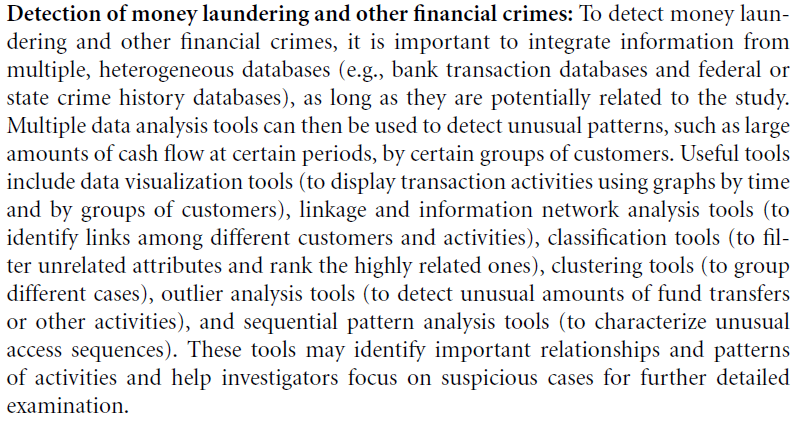 Detection of money laundering and other financial crimes: To detect money laun-
dering and other financial crimes, it is important to integrate information from
multiple, heterogeneous databases (e.g., bank transaction databases and federal or
state crime history databases), as long as they are potentially related to the study.
Multiple data analysis tools can then be used to detect unusual patterns, such as large
amounts of cash flow at certain periods, by certain groups of customers. Useful tools
include data visualization tools (to display transaction activities using graphs by time
and by groups of customers), linkage and information network analysis tools (to
identify links among different customers and activities), classification tools (to fil-
ter unrelated attributes and rank the highly related ones), clustering tools (to group
different cases), outlier analysis tools (to detect unusual amounts of fund transfers
or other activities), and sequential pattern analysis tools (to characterize unusual
access sequences). These tools may identify important relationships and patterns
of activities and help investigators focus on suspicious cases for further detailed
examination.